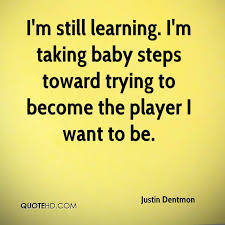 I'm still learning. I'm
taking baby steps
toward trying to
become the player I
want to be.
Justin Dentmon
QUOTEHD.COM